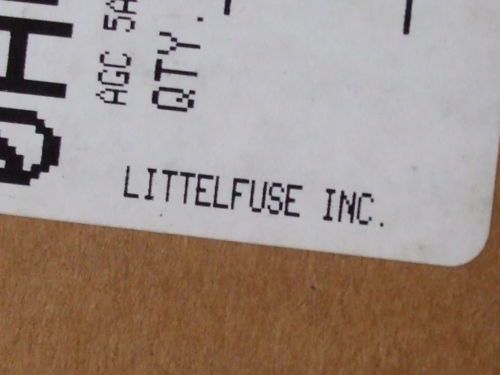 AGC 5A
QTY.
LITTELFUSE INC.